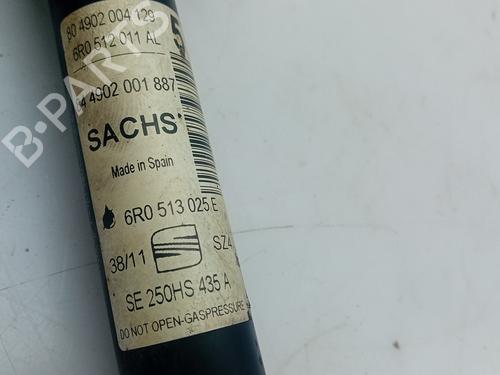 80 4902 004 129
6R0 512 011 AL
4902 001 887
SACHS
Made in Spain
6R0 513 025 E
38/11
SZ4
SE 250HS 435 A
DO NOT OPEN-GASPRESSURE
B-PARTS